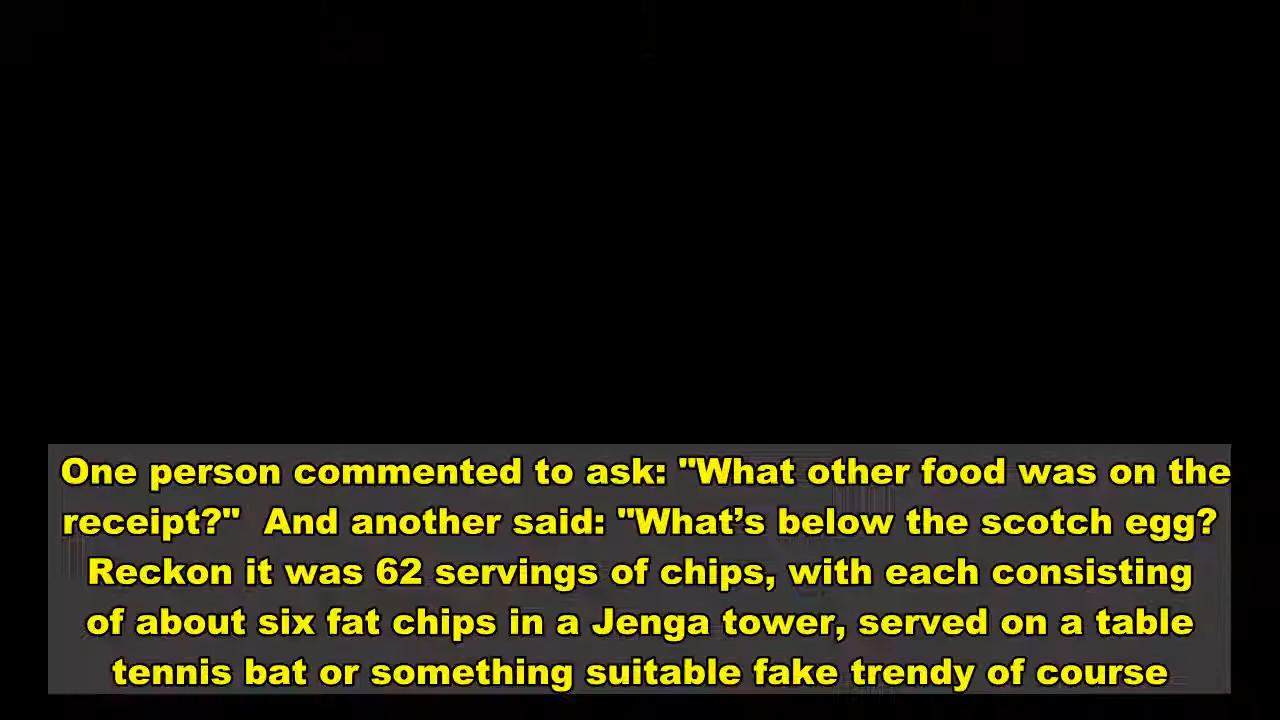 One person commented to ask: "What other food was on the
receipt?"  And another said: "What’s below the scotch egg?
Reckon it was 62 servings of chips, with each consisting
of about six fat chips in a Jenga tower, served on a table
tennis bat or something suitable fake trendy of course